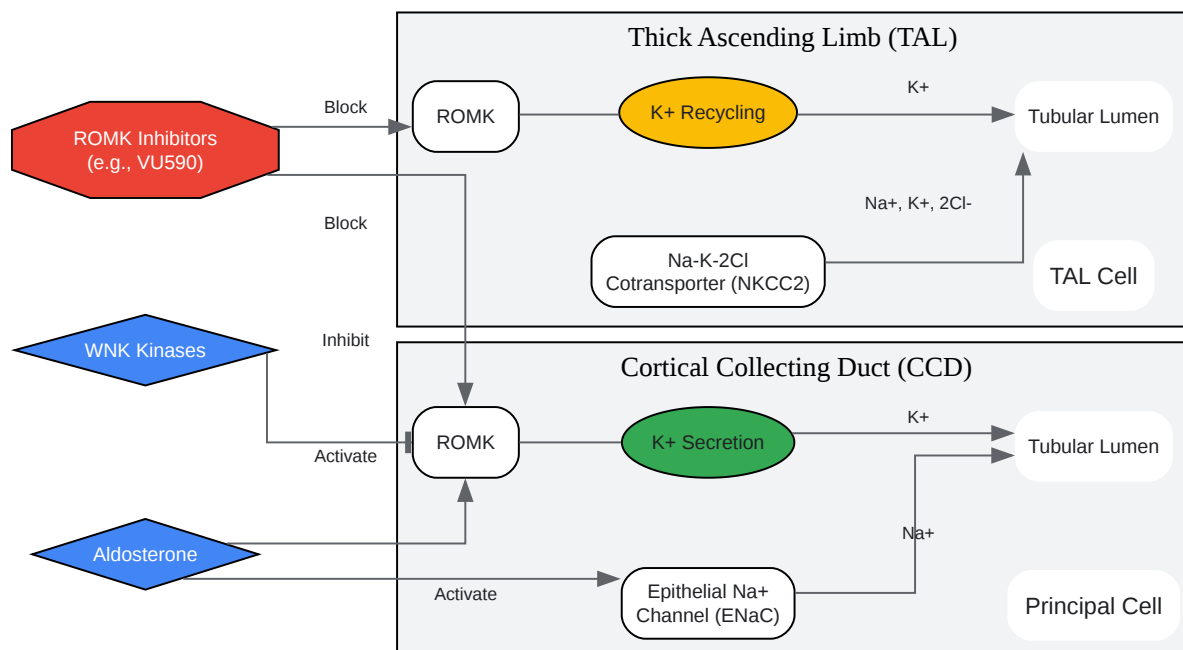 Thick Ascending Limb (TAL)
Block
ROMK
K+ Recycling
K+
Tubular Lumen
ROMK Inhibitors
(e.g., VU590)
Block
Na+, K+, 2Cl-
Na-K-2Cl
Cotransporter (NKCC2)
TAL Cell
WNK Kinases
Inhibit
Cortical Collecting Duct (CCD)
ROMK
K+ Secretion
K+
Tubular Lumen
Activate
Aldosterone
Na+
Activate
Epithelial Na+
Channel (ENaC)
Principal Cell